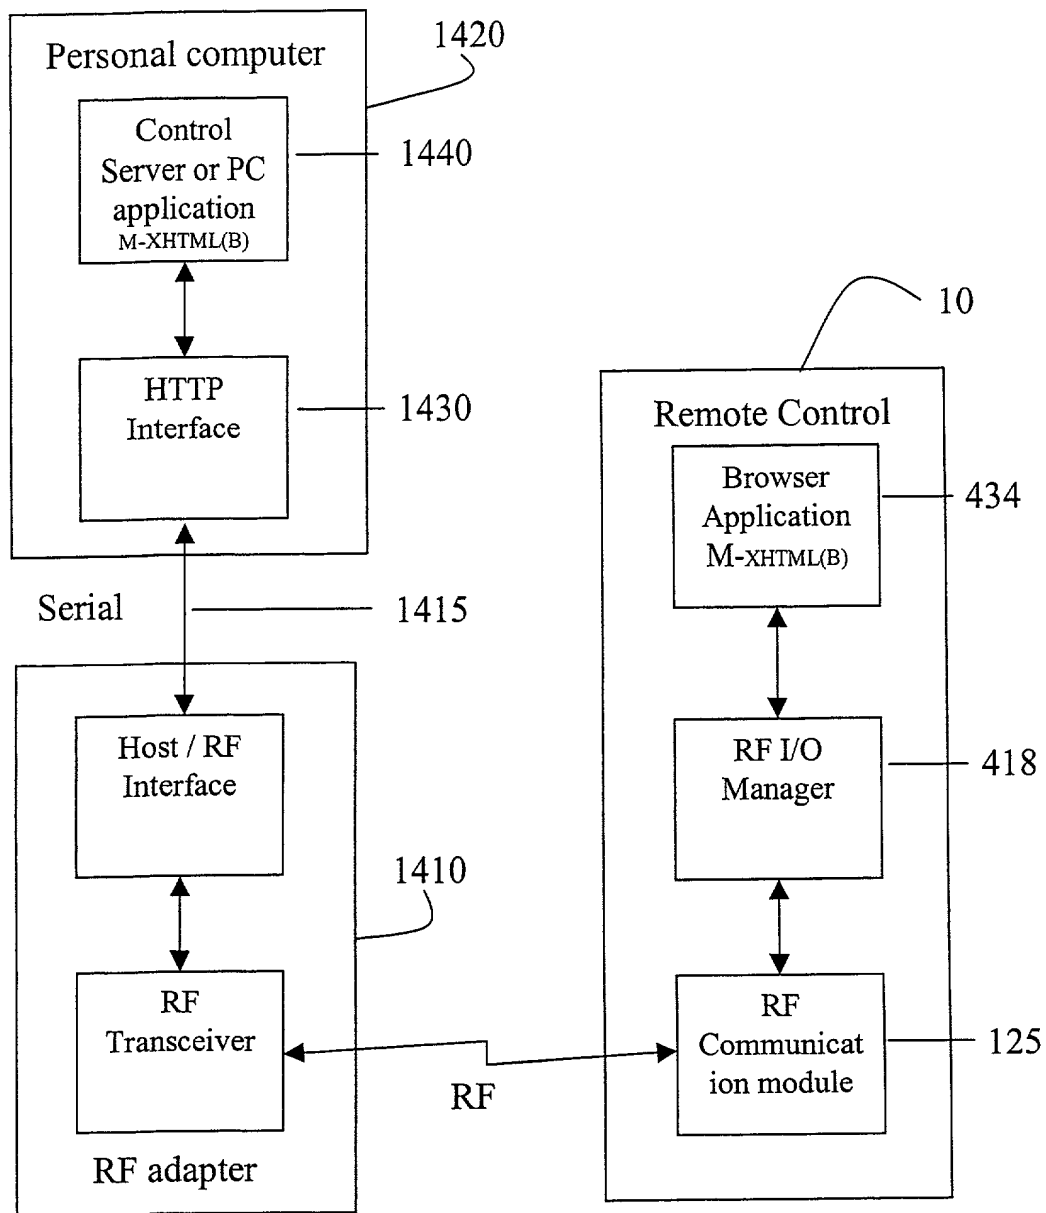 Personal computer
1420
Control
Server or PC
application
M-XHTML(B)
1440
HTTP
Interface
1430
Serial
1415
Host / RF
Interface
1410
RF
Transceiver
RF adapter
RF
10
Remote Control
Browser
Application
M-XHTML(B)
434
RF I/O
Manager
418
RF
Communicat
ion module
125